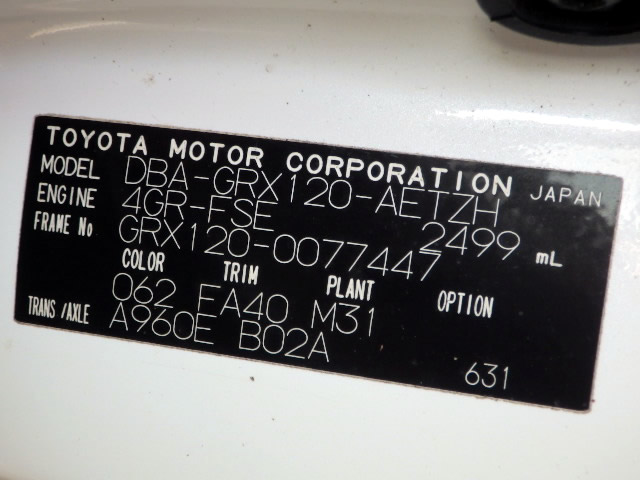 TOYOTA MOTOR CORPORATION JAPAN
MODEL DBA-GRX120-AETZH
ENGINE 4GR-FSE 2499 mL
FRAME No GRX120-0077447
COLOR TRIM PLANT OPTION
062 FA40 M31
TRANS/AXLE A960E B02A
631